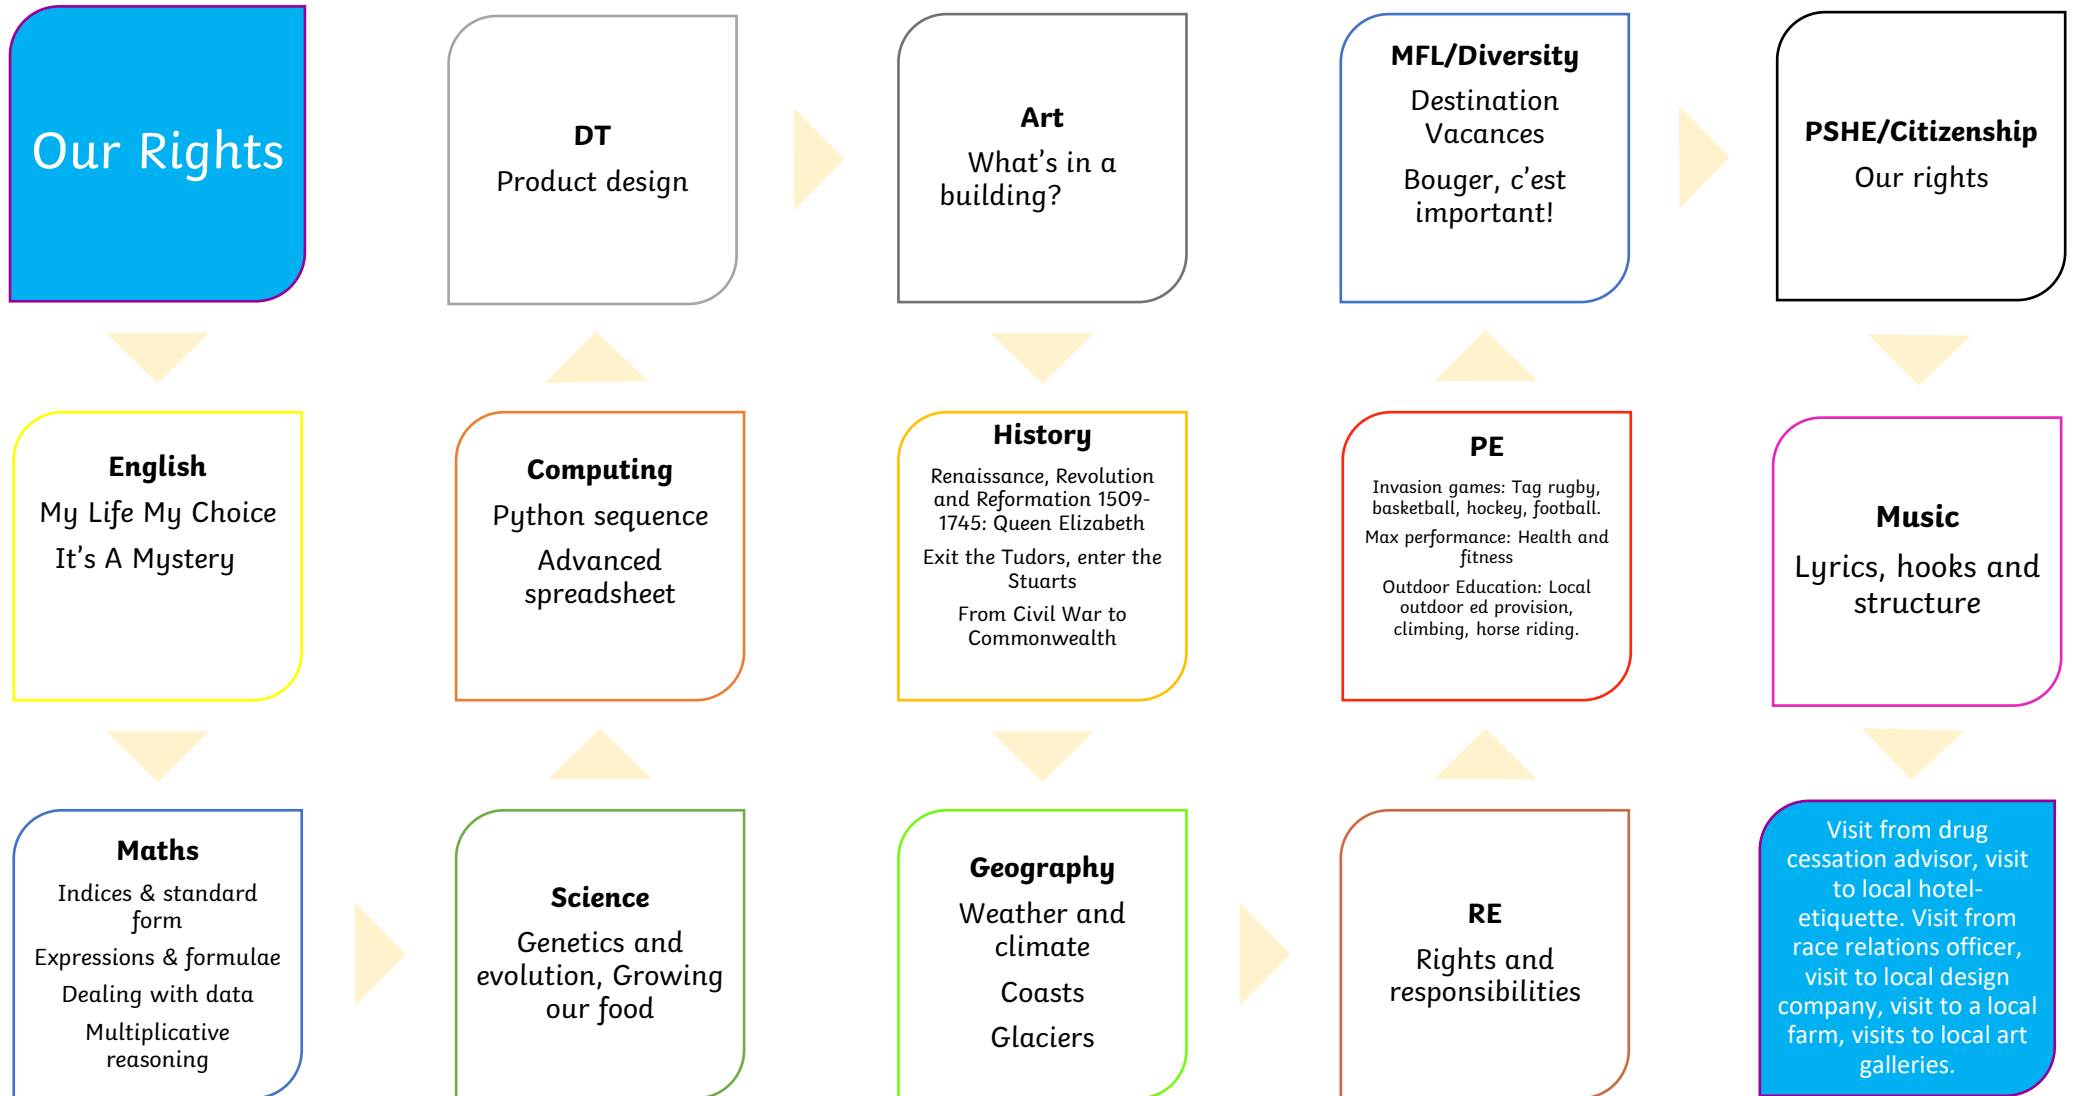 Our Rights
English
My Life My Choice
It's A Mystery
Maths
Indices & standard
form
Expressions & formulae
Dealing with data
Multiplicative
reasoning
Science
Genetics and
evolution, Growing
our food
Computing
Python sequence
Advanced
spreadsheet
DT
Product design
Art
What's in a
building?
History
Renaissance, Revolution
and Reformation 1509-
1745: Queen Elizabeth
Exit the Tudors, enter the
Stuarts
From Civil War to
Commonwealth
Geography
Weather and
climate
Coasts
Glaciers
RE
Rights and
responsibilities
PE
Invasion games: Tag rugby,
basketball, hockey, football.
Max performance: Health and
fitness
Outdoor Education: Local
outdoor ed provision,
climbing, horse riding.
MFL/Diversity
Destination
Vacances
Bouger, c'est
important!
PSHE/Citizenship
Our rights
Music
Lyrics, hooks and
structure
Visit from drug
cessation advisor, visit
to local hotel-
etiquette. Visit from
race relations officer,
visit to local design
company, visit to a local
farm, visits to local art
galleries.